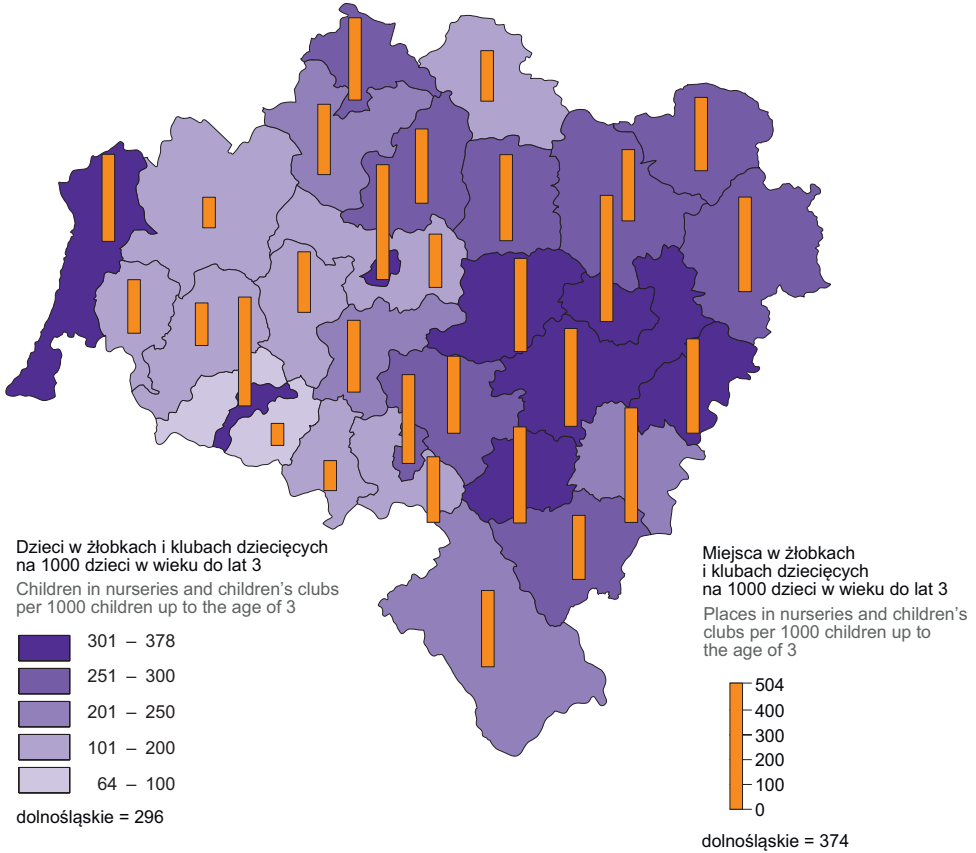 Dzieci w żłobkach i klubach dziecięcych
na 1000 dzieci w wieku do lat 3
Children in nurseries and children's clubs
per 1000 children up to the age of 3
301 – 378
251 – 300
201 – 250
101 – 200
64 – 100
dolnośląskie = 296
Miejsca w żłobkach
i klubach dziecięcych
na 1000 dzieci w wieku do lat 3
Places in nurseries and children's
clubs per 1000 children up to
the age of 3
504
400
300
200
100
0
dolnośląskie = 374